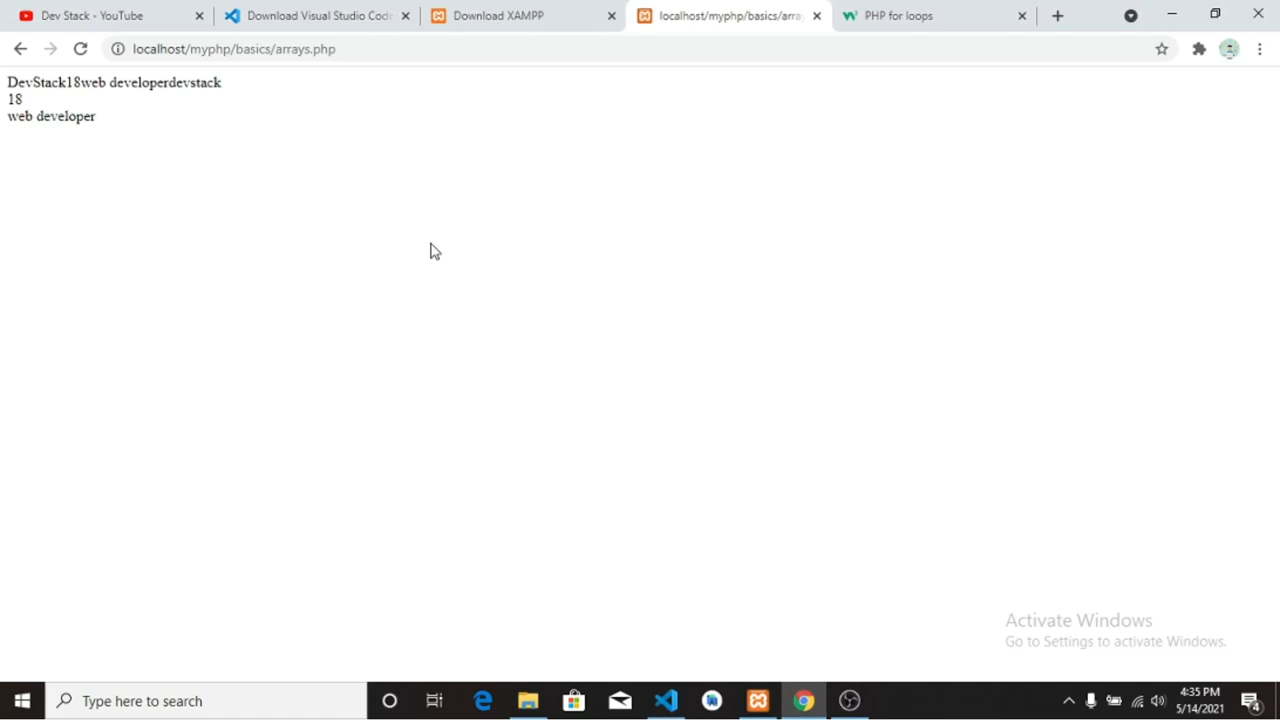 Dev Stack - YouTube
Download Visual Studio Code
Download XAMPP
localhost/myphp/basics/array
PHP for loops
localhost/myphp/basics/arrays.php
DevStack18web developerdevstack
18
web developer
Activate Windows
Go to Settings to activate Windows.
Type here to search
4:35 PM
5/14/2021
4